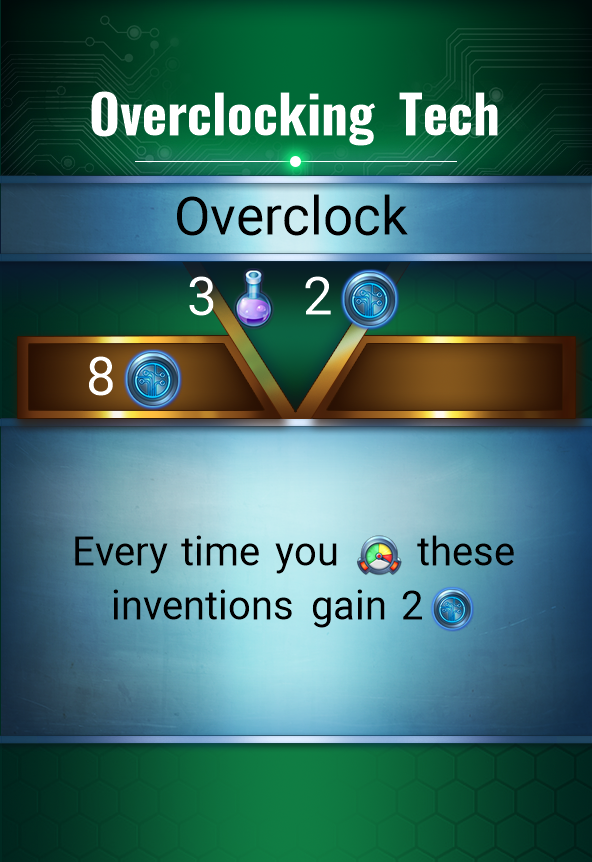 Overclocking Tech
Overclock
3 2
8
Every time you these
inventions gain 2